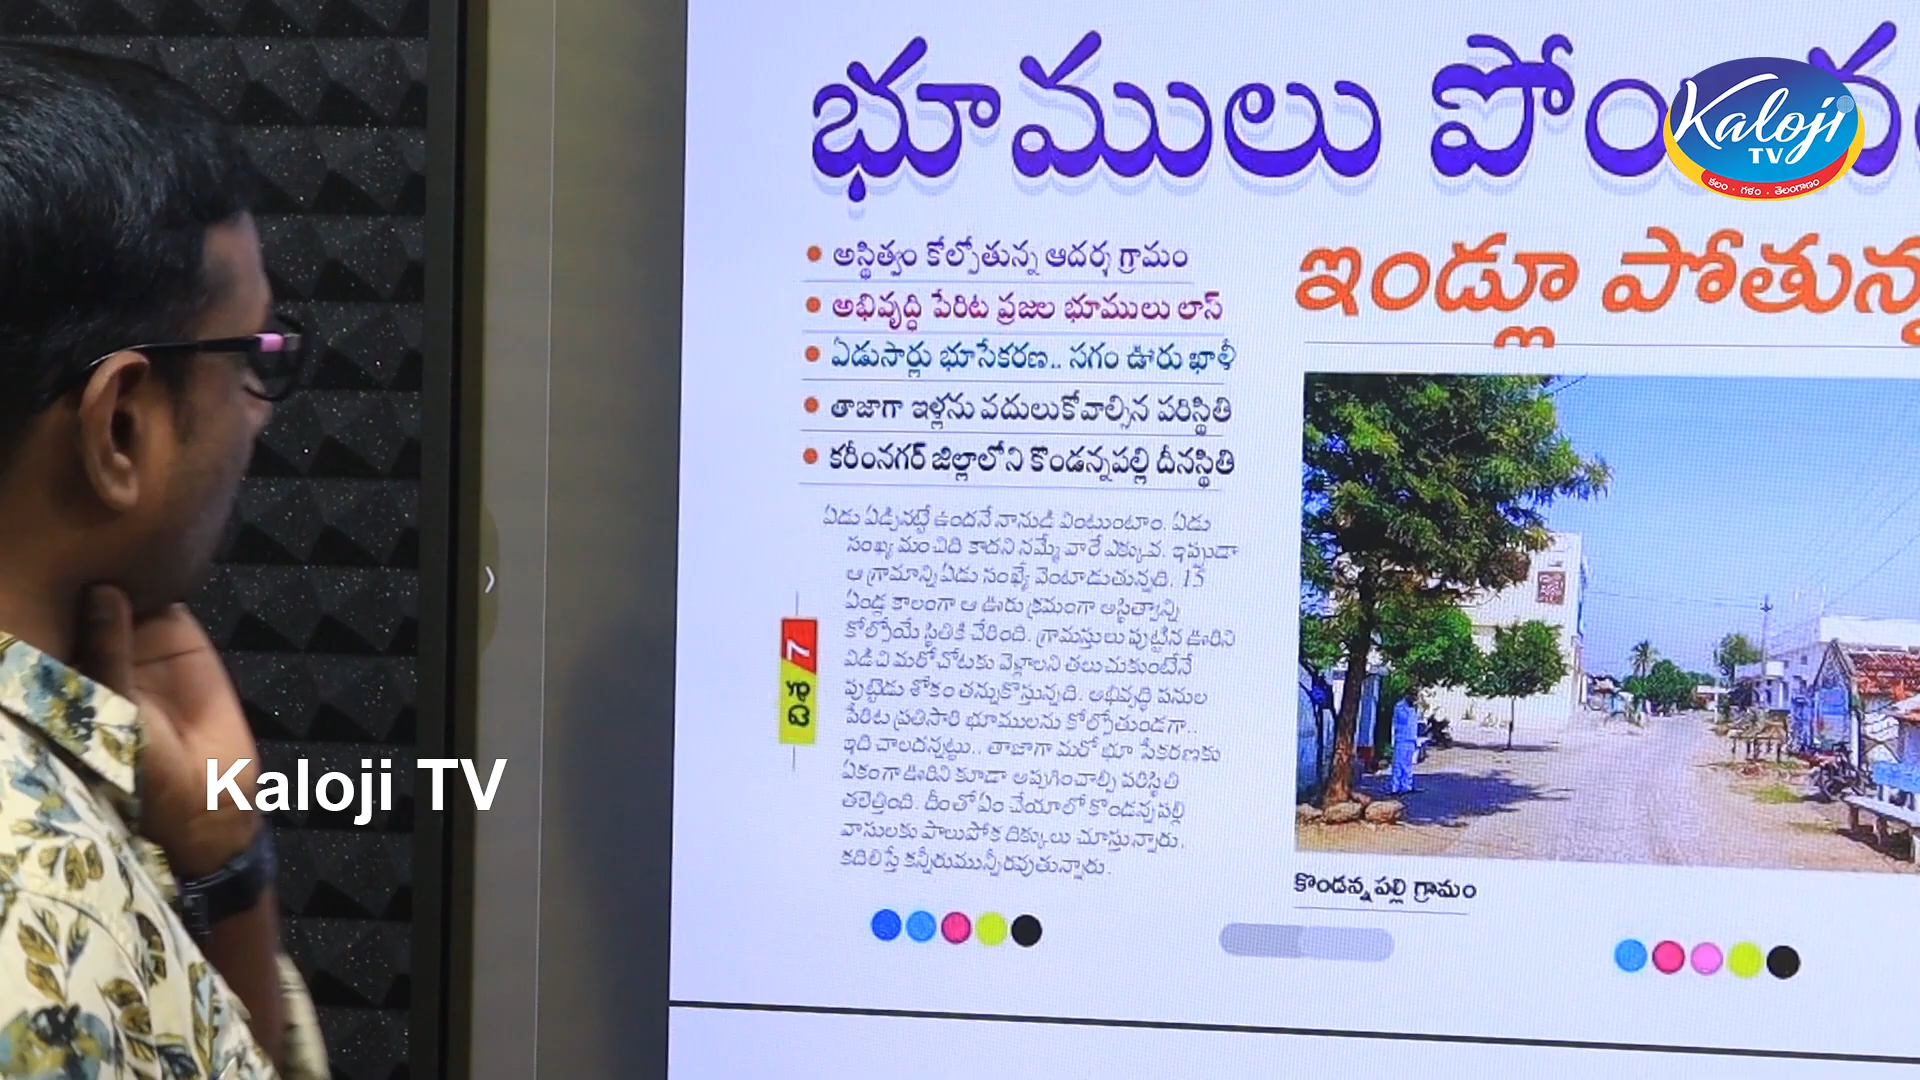 భూములు పోయిన
Kaloji
TV
కలం · గళం · తెలంగాణం
ఇండ్లూ పోతున్న
• అస్థిత్వం కోల్పోతున్న ఆదర్శ గ్రామం
• అభివృద్ధి పేరిట ప్రజల భూములు లాస్
• ఏడుసార్లు భూసేకరణ.. సగం ఊరు ఖాళీ
• తాజాగా ఇళ్లను వదులుకోవాల్సిన పరిస్థితి
• కరీంనగర్ జిల్లాలోని కొండన్నపల్లి దీనస్థితి
ఏడు ఏడ్చినట్టే ఉందనే నానుడి వింటుంటాం. ఏడు
సంఖ్య మంచిది కాదని నమ్మే వారే ఎక్కువ. ఇప్పుడా
ఆ గ్రామాన్ని ఏడు సంఖ్యే వెంటాడుతున్నది. 15
ఏండ్ల కాలంగా ఆ ఊరు క్రమంగా అస్థిత్వాన్ని
కోల్పోయే స్థితికి చేరింది. గ్రామస్తులు పుట్టిన ఊరిని
విడిచి మరోచోటకు వెళ్లాలని తలుచుకుంటేనే
పుట్టెడు శోకం తన్నుకొస్తున్నది. అభివృద్ధి పనుల
పేరిట ప్రతిసారి భూములను కోల్పోతుండగా..
ఇది చాలదన్నట్టు.. తాజాగా మరో భూ సేకరణకు
ఏకంగా ఊరిని కూడా అప్పగించాల్సి పరిస్థితి
తలెత్తింది. దీంతో ఏం చేయాలో కొండన్నపల్లి
వాసులకు పాలుపోక దిక్కులు చూస్తున్నారు.
కదిలిస్తే కన్నీరుమున్నీరవుతున్నారు.
దిశ 7
కొండన్నపల్లి గ్రామం
Kaloji TV